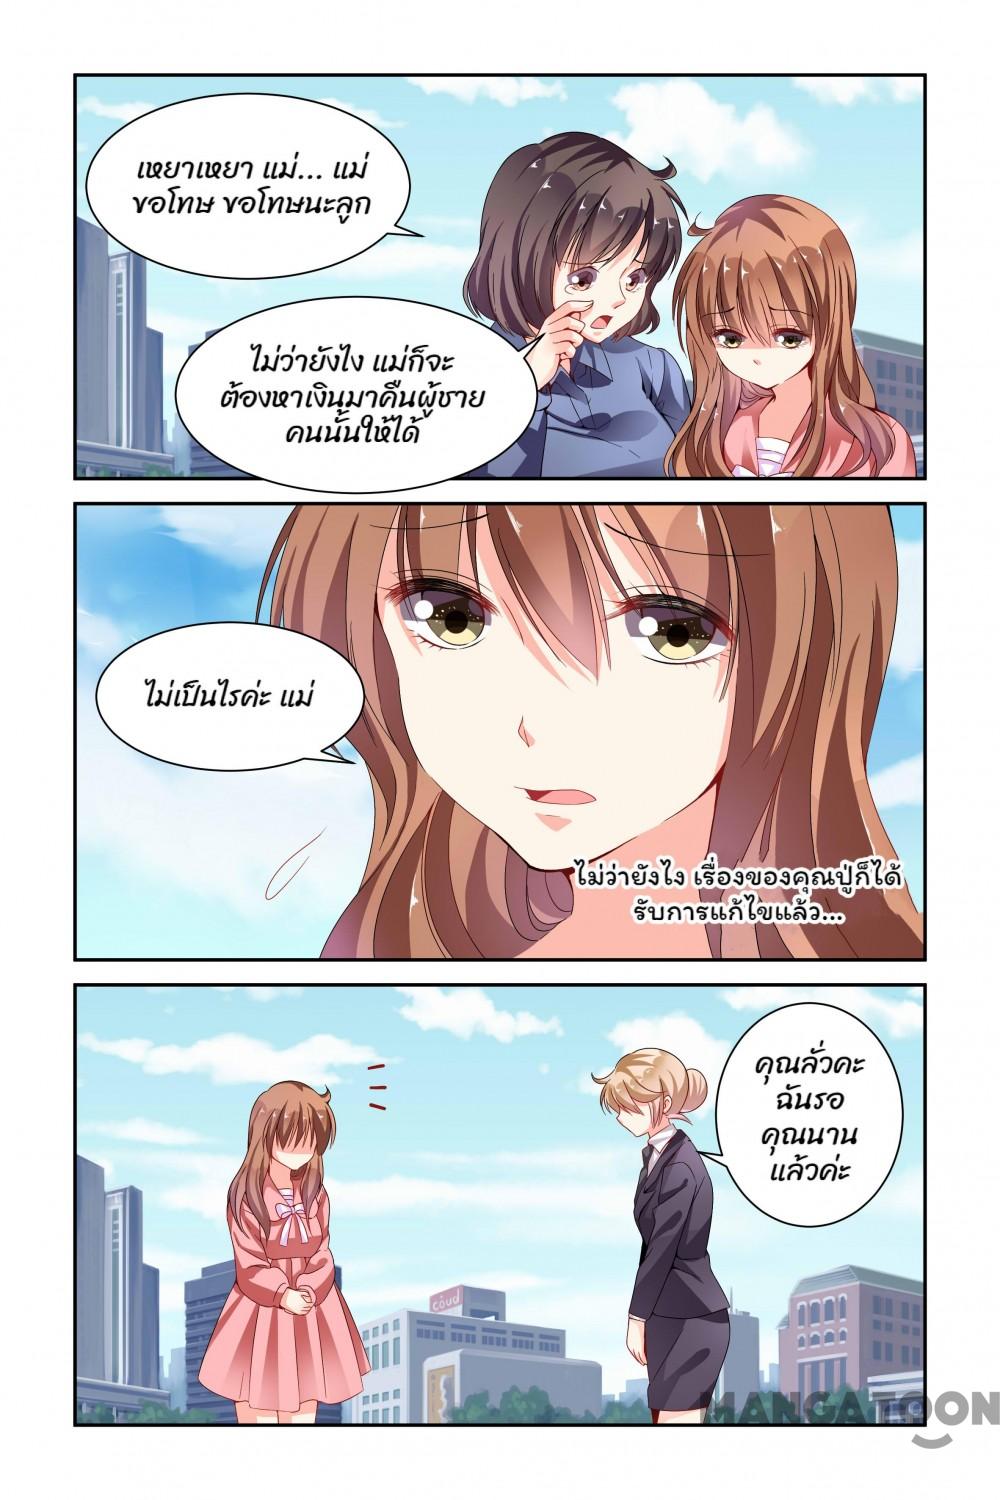 เหยาเหยา แม่... แม่
ขอโทษ ขอโทษนะลูก
ไม่ว่ายังไง แม่ก็จะ
ต้องหาเงินมาคืนผู้ชาย
คนนั้นให้ได้
ไม่เป็นไรค่ะ แม่
ไม่ว่ายังไง เรื่องของคุณปู่ก็ได้
รับการแก้ไขแล้ว...
คุณลั่วคะ
ฉันรอ
คุณนาน
แล้วค่ะ
coud
MANGATOON